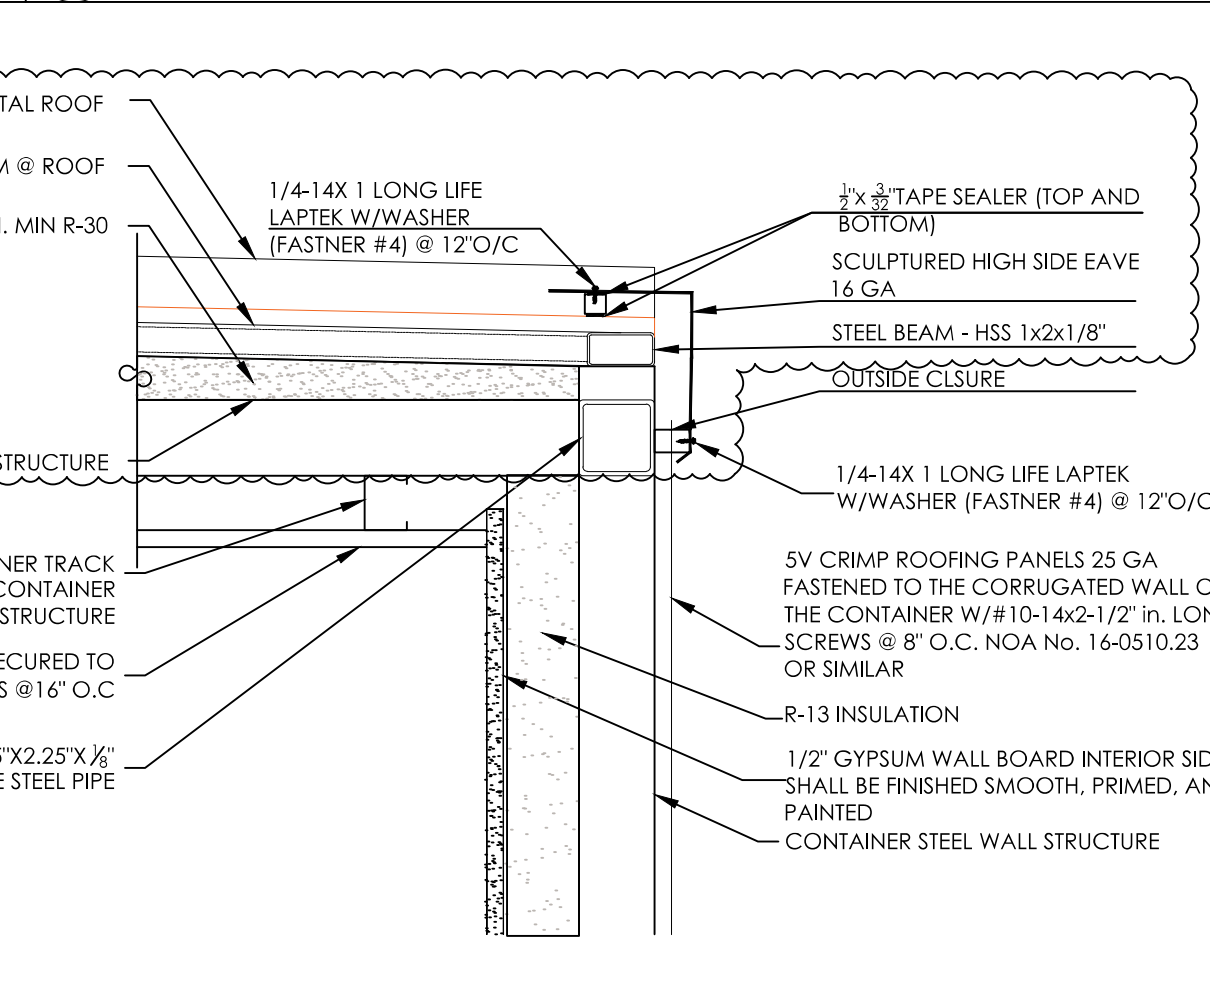 TAL ROOF
M @ ROOF
. MIN R-30
STRUCTURE
NER TRACK
CONTAINER
STRUCTURE
ECURED TO
S @16" O.C
"X2.25"X 1/8"
E STEEL PIPE
1/4-14X 1 LONG LIFE
LAPTEK W/WASHER
(FASTNER #4) @ 12"O/C
1/2"x 3/32"TAPE SEALER (TOP AND
BOTTOM)
SCULPTURED HIGH SIDE EAVE
16 GA
STEEL BEAM - HSS 1x2x1/8"
OUTSIDE CLSURE
1/4-14X 1 LONG LIFE LAPTEK
W/WASHER (FASTNER #4) @ 12"O/C
5V CRIMP ROOFING PANELS 25 GA
FASTENED TO THE CORRUGATED WALL O
THE CONTAINER W/#10-14x2-1/2" in. LON
SCREWS @ 8" O.C. NOA No. 16-0510.23
OR SIMILAR
R-13 INSULATION
1/2" GYPSUM WALL BOARD INTERIOR SID
SHALL BE FINISHED SMOOTH, PRIMED, AN
PAINTED
CONTAINER STEEL WALL STRUCTURE